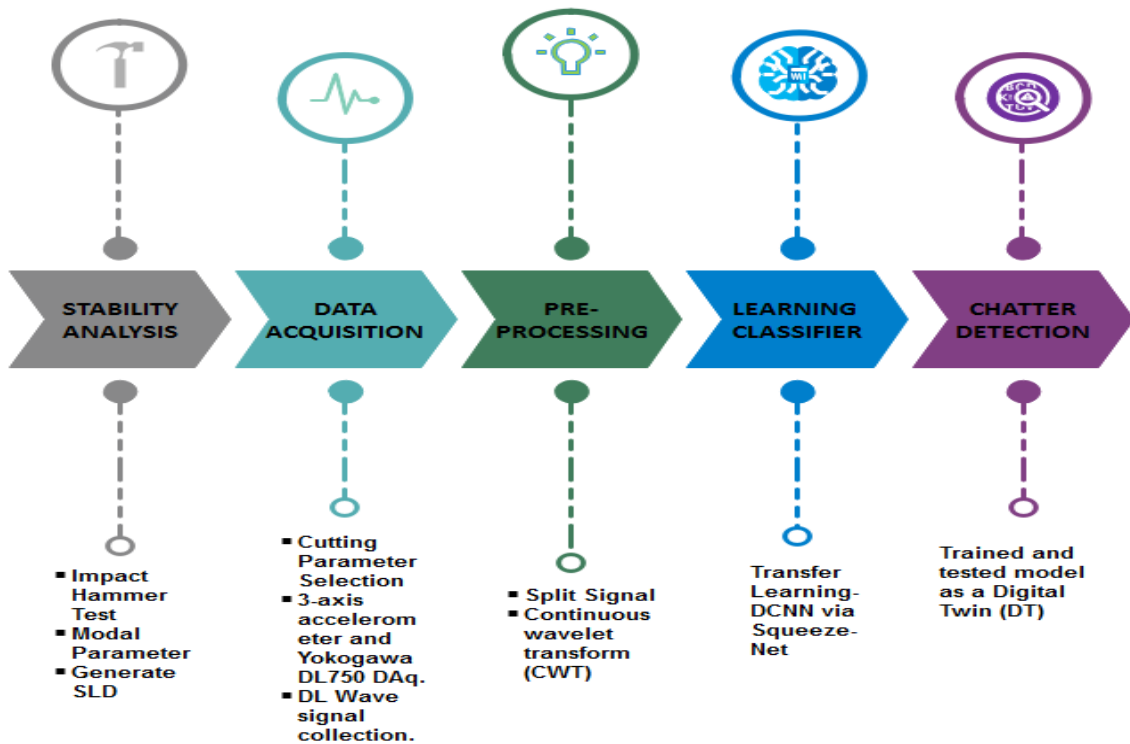 STABILITY
ANALYSIS
DATA
ACQUISITION
PRE-
PROCESSING
LEARNING
CLASSIFIER
CHATTER
DETECTION
▪ Impact
Hammer
Test
▪ Modal
Parameter
▪ Generate
SLD
▪ Cutting
Parameter
Selection
▪ 3-axis
accelerom
eter and
Yokogawa
DL750 DAq.
▪ DL Wave
signal
collection.
▪ Split Signal
▪ Continuous
wavelet
transform
(CWT)
Transfer
Learning-
DCNN via
Squeeze-
Net
Trained and
tested model
as a Digital
Twin (DT)